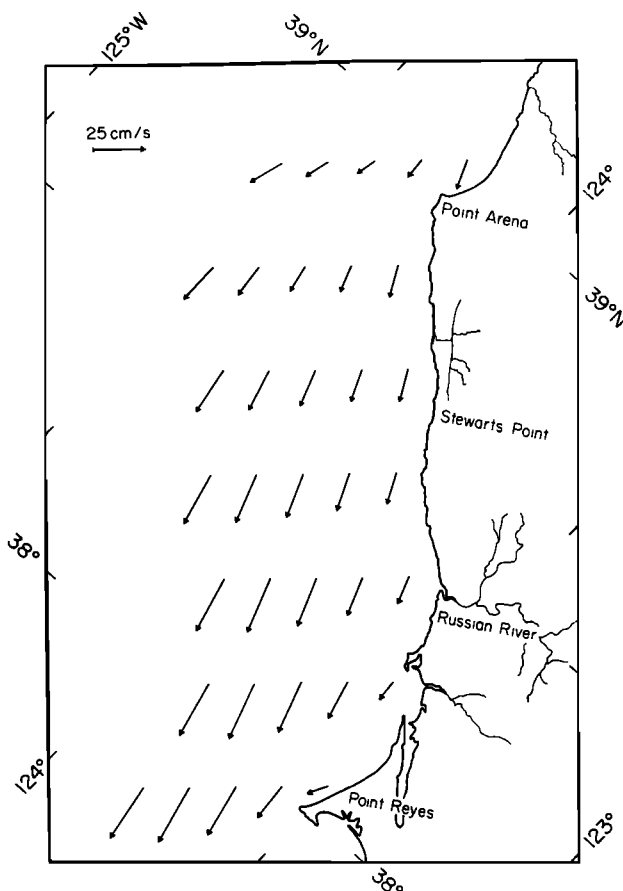 125°W
39°N
25 cm/s
124°
Point Arena
39°N
Stewarts Point
38°
Russian River
124°
Point Reyes
123°
38°